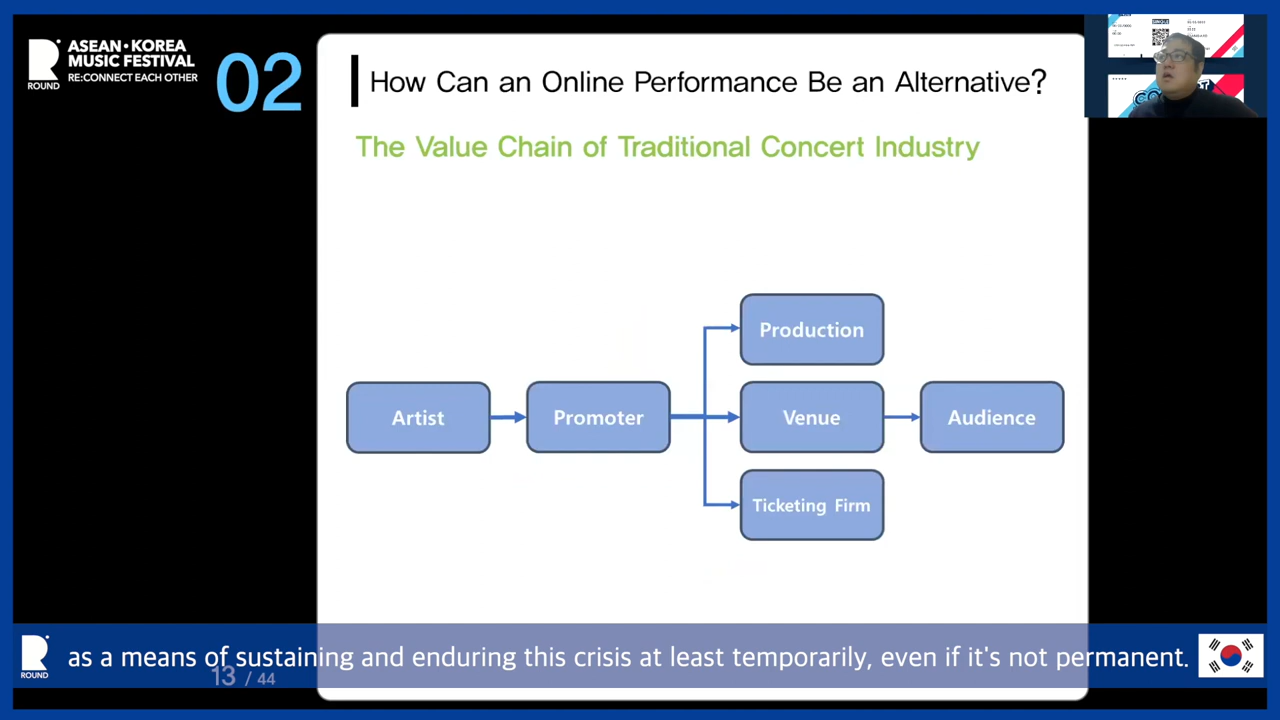 ASEAN·KOREA
MUSIC FESTIVAL
RE:CONNECT EACH OTHER
ROUND
02
How Can an Online Performance Be an Alternative?
The Value Chain of Traditional Concert Industry
Production
Artist
Promoter
Venue
Audience
Ticketing Firm
as a means of sustaining and enduring this crisis at least temporarily, even if it's not permanent.
ROUND
13 / 44